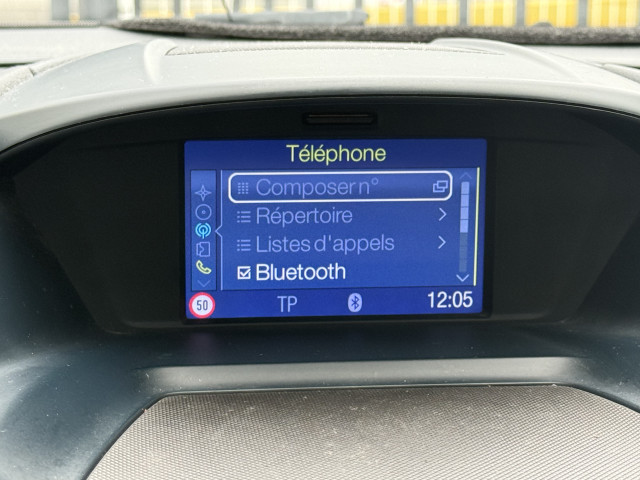 Téléphone
Composer n°
Répertoire
Listes d'appels
Bluetooth
50 TP 12:05